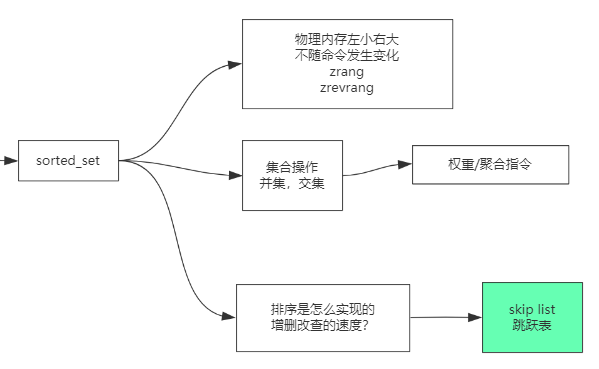 物理内存左小右大
不随命令发生变化
zrang
zrevrang
sorted_set
集合操作
并集，交集
权重/聚合指令
排序是怎么实现的
增删改查的速度？
skip list
跳跃表